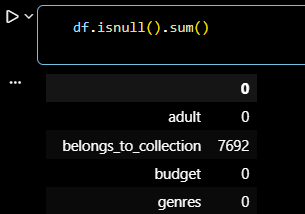 df.isnull().sum()
...
0
adult 0
belongs_to_collection 7692
budget 0
genres 0